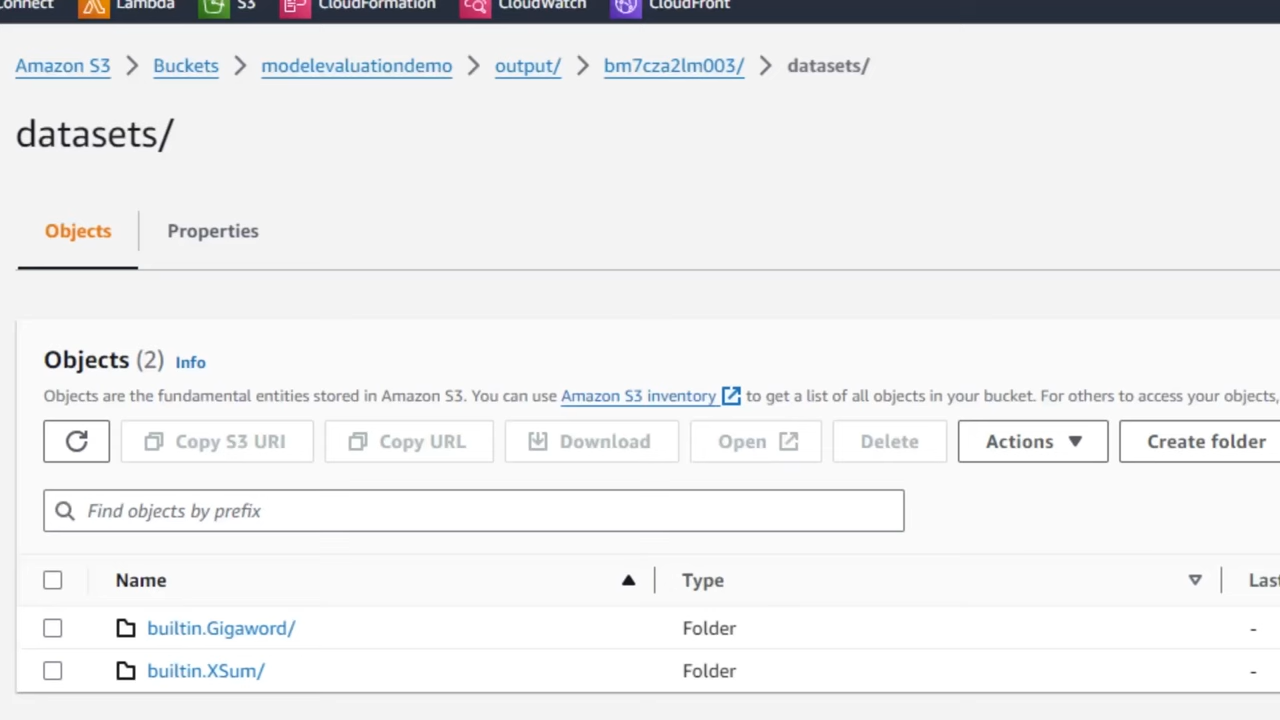 Connect Lambda S3 CloudFormation CloudWatch CloudFront
Amazon S3 > Buckets > modelevaluationdemo > output/ > bm7cza2lm003/ > datasets/
datasets/
Objects Properties
Objects (2) Info
Objects are the fundamental entities stored in Amazon S3. You can use Amazon S3 inventory to get a list of all objects in your bucket. For others to access your objects,
Copy S3 URI Copy URL Download Open Delete Actions Create folder
Find objects by prefix
Name Type Last
builtin.Gigaword/ Folder -
builtin.XSum/ Folder -